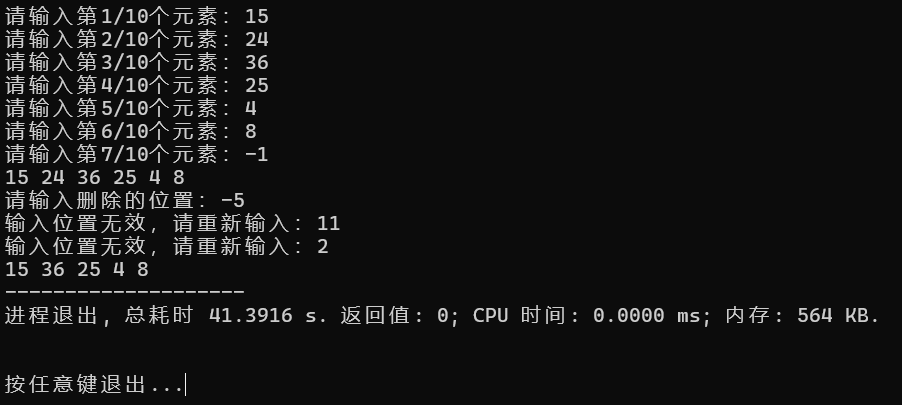 请输入第1/10个元素: 15
请输入第2/10个元素: 24
请输入第3/10个元素: 36
请输入第4/10个元素: 25
请输入第5/10个元素: 4
请输入第6/10个元素: 8
请输入第7/10个元素: -1
15 24 36 25 4 8
请输入删除的位置: -5
输入位置无效, 请重新输入: 11
输入位置无效, 请重新输入: 2
15 36 25 4 8
--------------------
进程退出, 总耗时 41.3916 s. 返回值: 0; CPU 时间: 0.0000 ms; 内存: 564 KB.
按任意键退出...